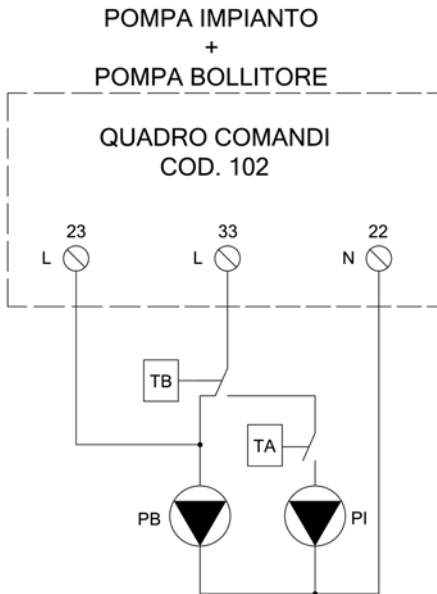 POMPA IMPIANTO
+
POMPA BOLLITORE
QUADRO COMANDI
COD. 102
23 33 22
L L N
TB
TA
PB PI